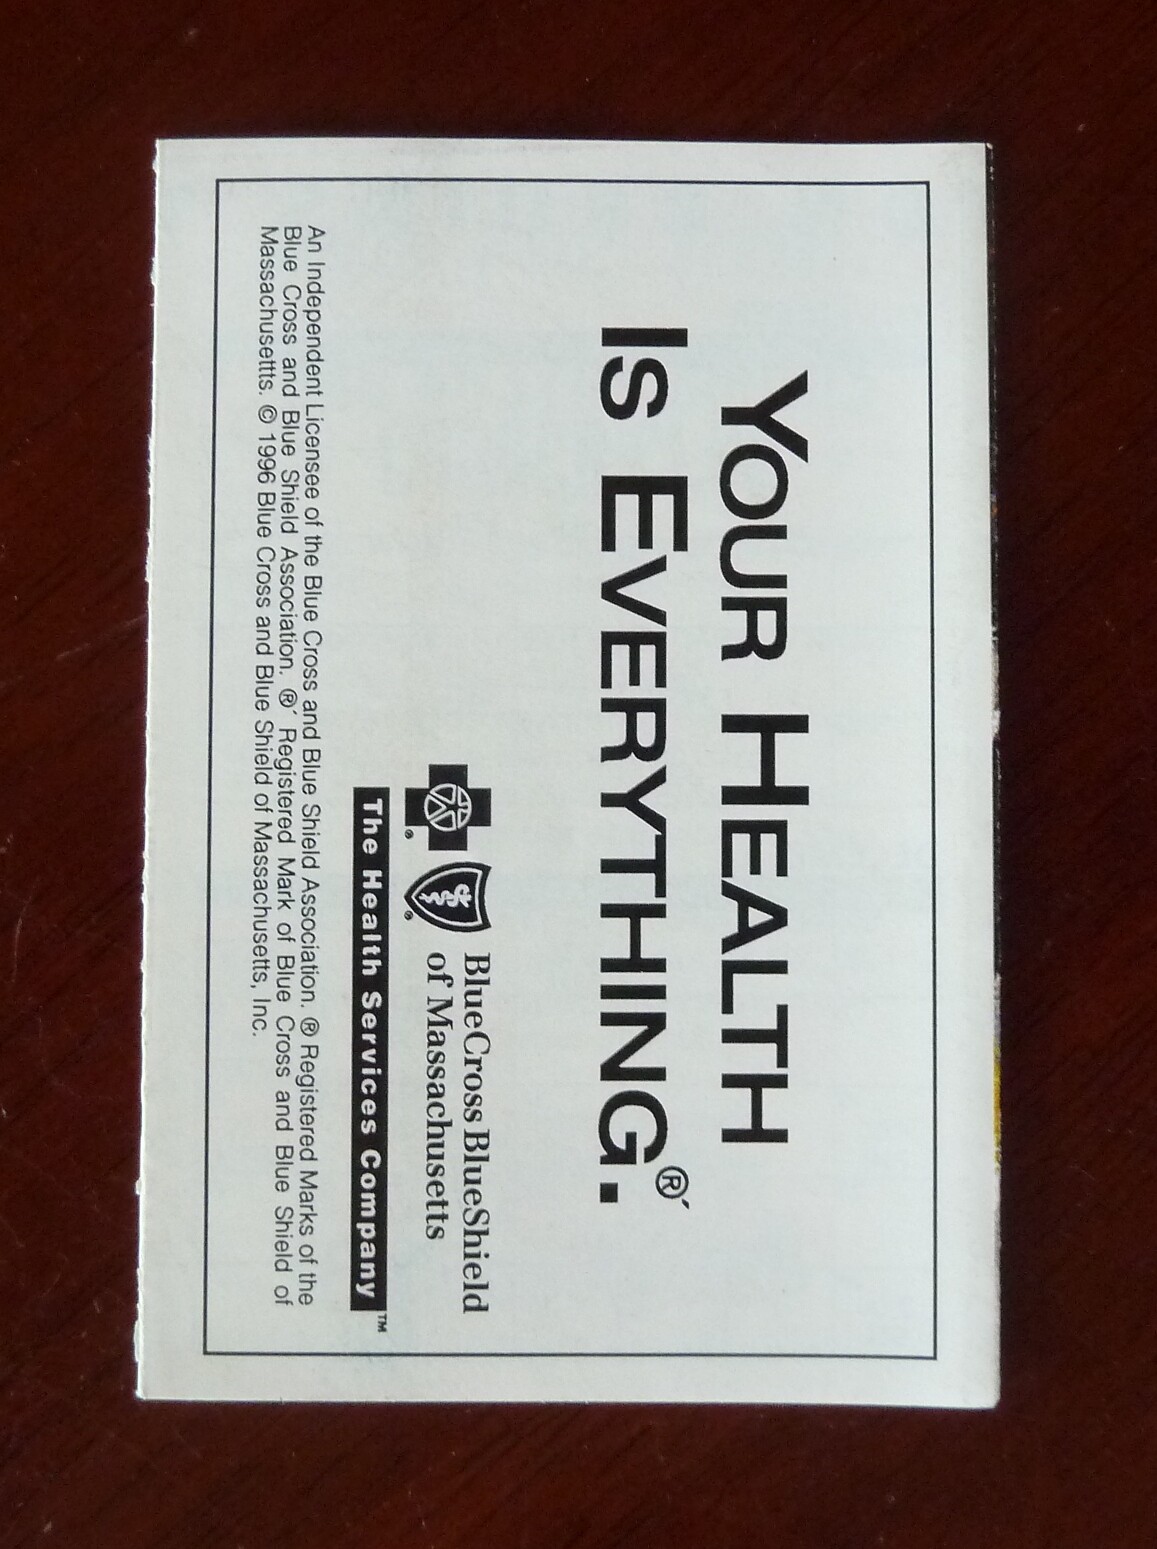 YOUR HEALTH
IS EVERYTHING.®´
BlueCross BlueShield
of Massachusetts
The Health Services Company™
An Independent Licensee of the Blue Cross and Blue Shield Association. ® Registered Marks of the
Blue Cross and Blue Shield Association. ®´ Registered Mark of Blue Cross and Blue Shield of
Massachusettts. © 1996 Blue Cross and Blue Shield of Massachusetts, Inc.